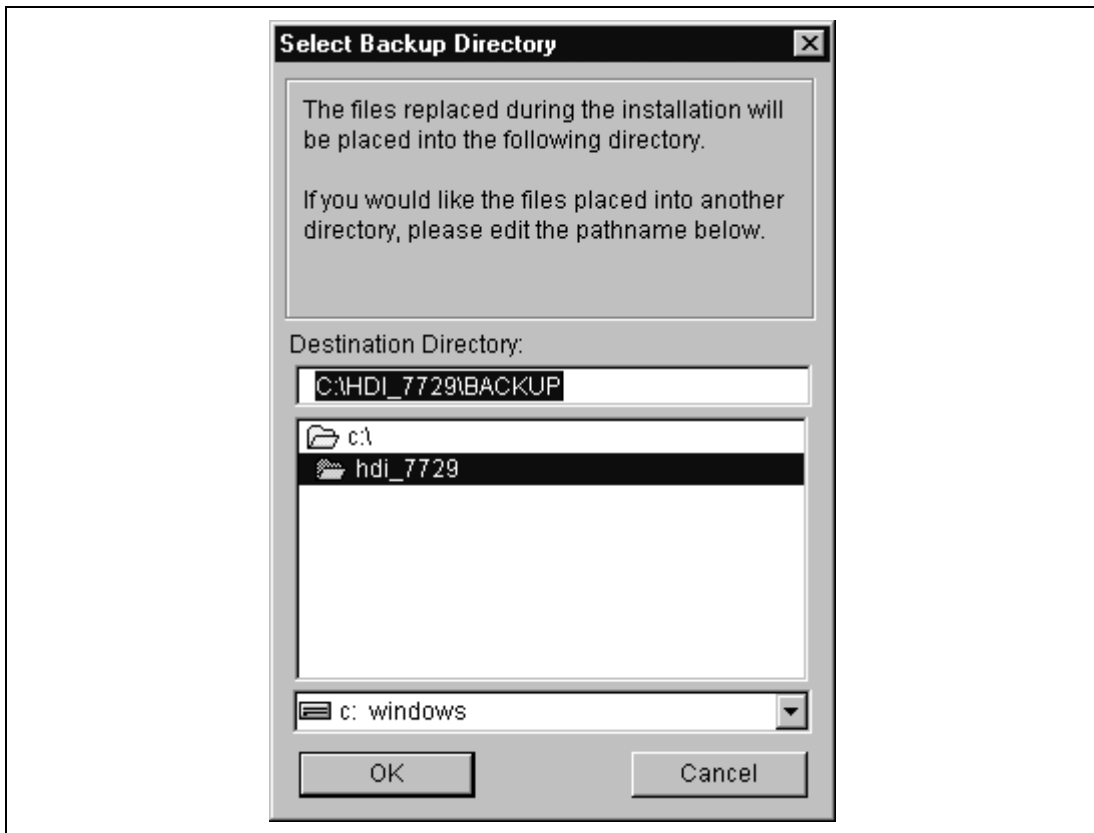 Select Backup Directory
The files replaced during the installation will
be placed into the following directory.
If you would like the files placed into another
directory, please edit the pathname below.
Destination Directory:
C:\HDI_7729\BACKUP
c:\
hdi_7729
c: windows
OK
Cancel